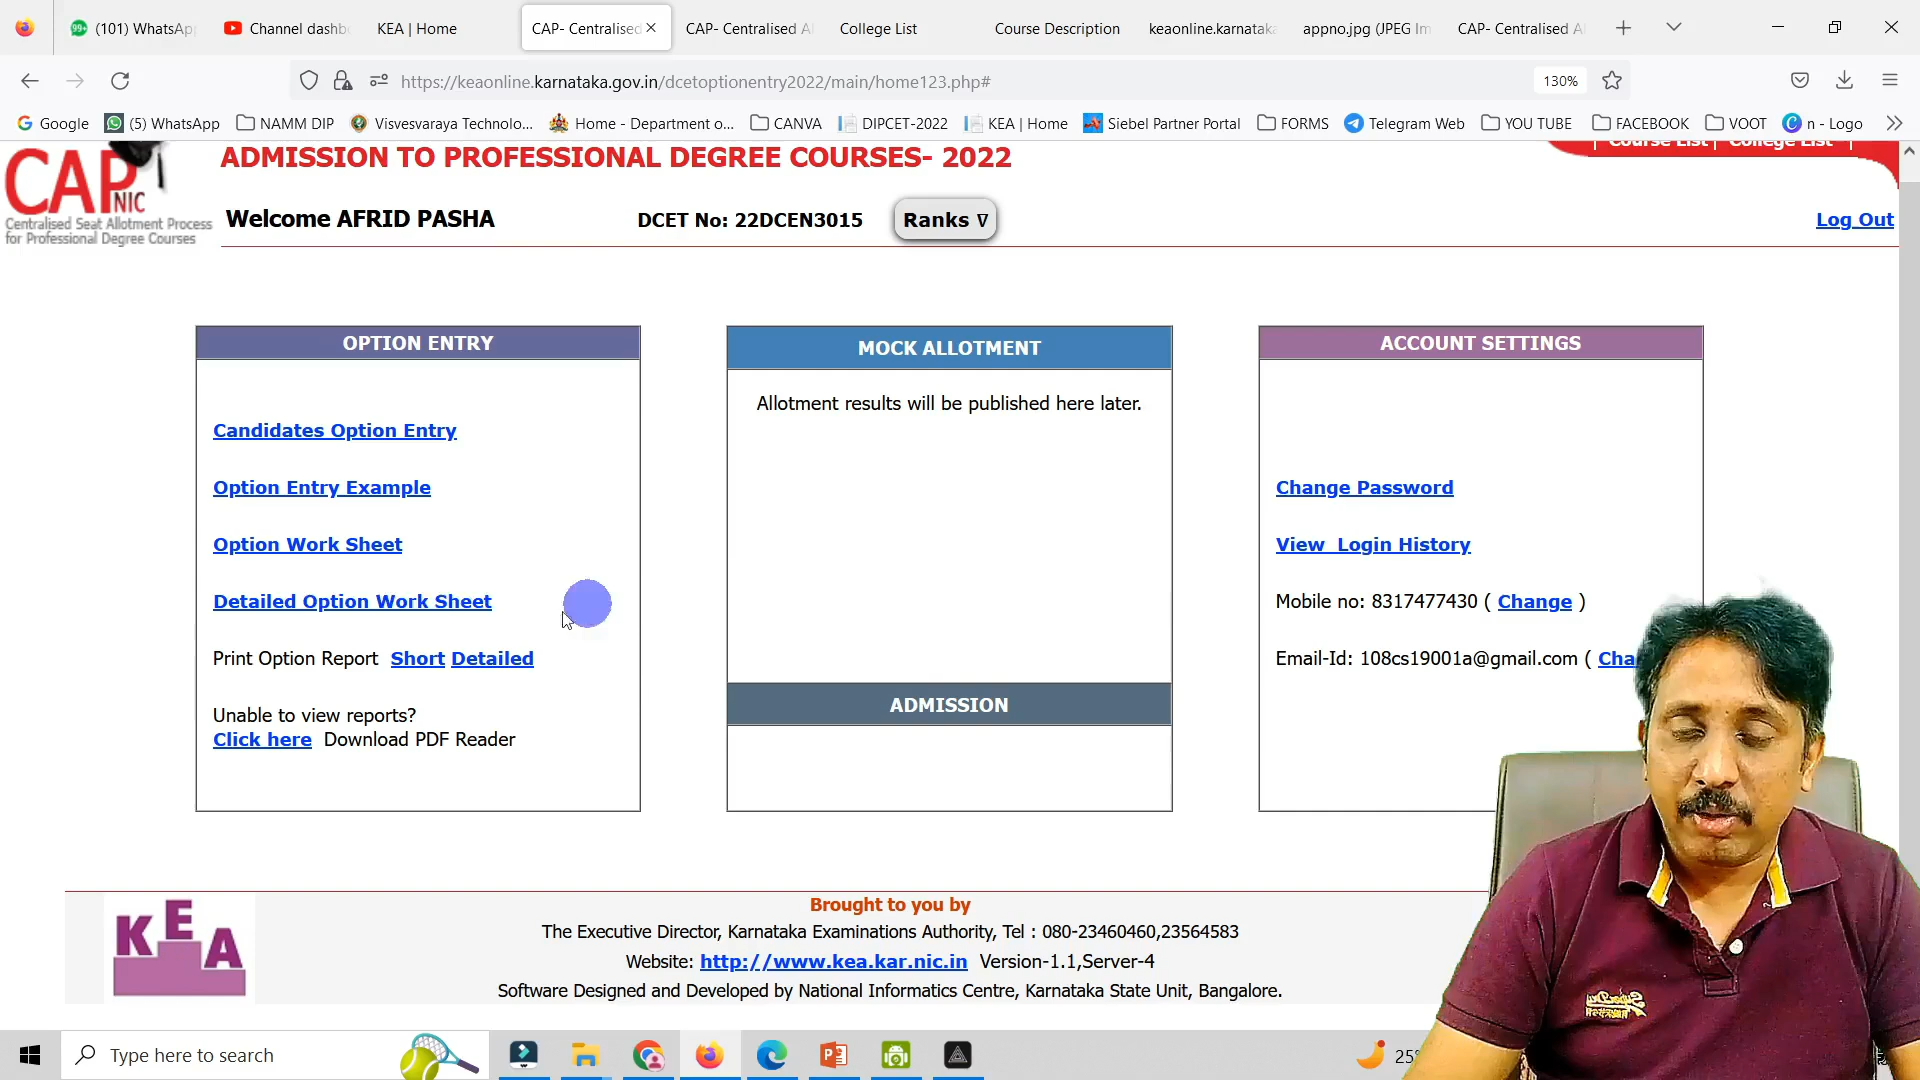 (101) WhatsAp
Channel dashb
KEA | Home
CAP- Centralised
CAP- Centralised Al
College List
Course Description
keaonline.karnataka
appno.jpg (JPEG Im
CAP- Centralised Al
https://keaonline.karnataka.gov.in/dcetoptionentry2022/main/home123.php#
130%
Google
(5) WhatsApp
NAMM DIP
Visvesvaraya Technolo...
Home - Department o...
CANVA
DIPCET-2022
KEA | Home
Siebel Partner Portal
FORMS
Telegram Web
YOU TUBE
FACEBOOK
VOOT
n - Logo
CAP NIC
Centralised Seat Allotment Process
for Professional Degree Courses
ADMISSION TO PROFESSIONAL DEGREE COURSES- 2022
| Course List | College List |
Welcome AFRID PASHA
DCET No: 22DCEN3015
Ranks ∇
Log Out
OPTION ENTRY
Candidates Option Entry
Option Entry Example
Option Work Sheet
Detailed Option Work Sheet
Print Option Report Short Detailed
Unable to view reports?
Click here Download PDF Reader
MOCK ALLOTMENT
Allotment results will be published here later.
ADMISSION
ACCOUNT SETTINGS
Change Password
View Login History
Mobile no: 8317477430 ( Change )
Email-Id: 108cs19001a@gmail.com ( Cha
KEA
Brought to you by
The Executive Director, Karnataka Examinations Authority, Tel : 080-23460460,23564583
Website: http://www.kea.kar.nic.in Version-1.1,Server-4
Software Designed and Developed by National Informatics Centre, Karnataka State Unit, Bangalore.
Type here to search
25°